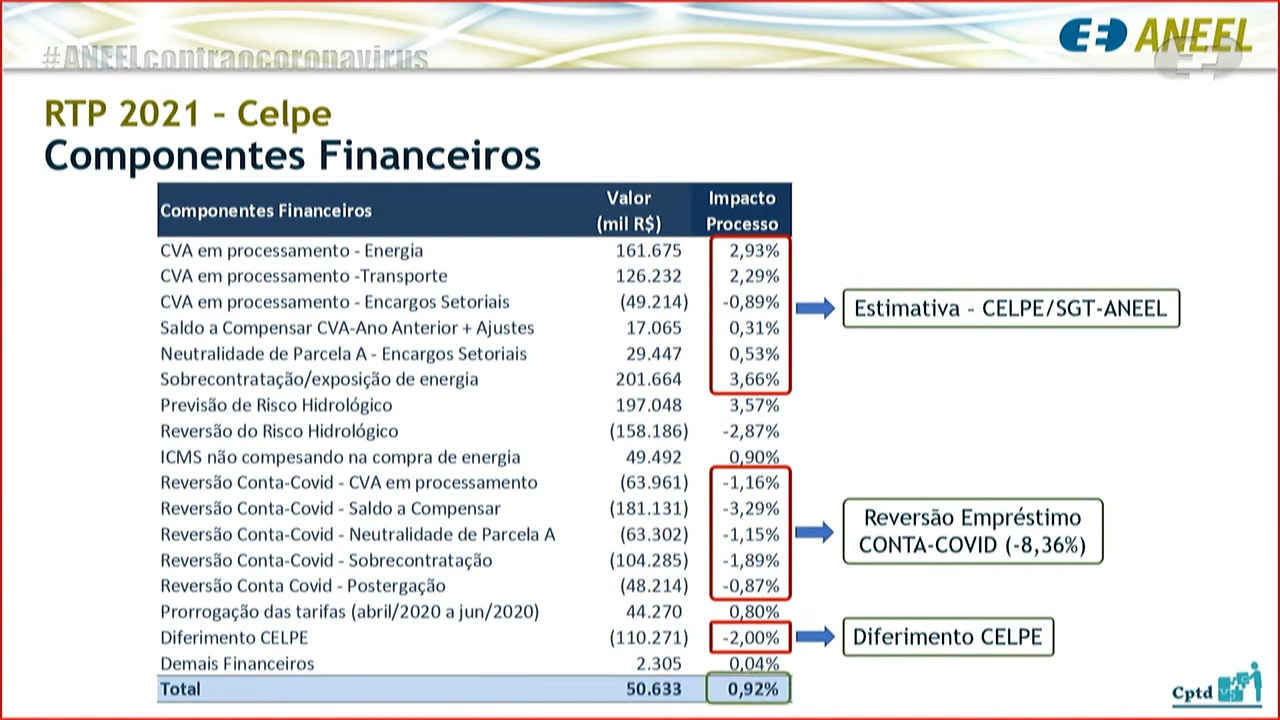 #ANEELcontraocoronavirus
ANEEL
RTP 2021 - Celpe
Componentes Financeiros
Componentes Financeiros Valor (mil R$) Impacto Processo
CVA em processamento - Energia 161.675 2,93%
CVA em processamento -Transporte 126.232 2,29%
CVA em processamento - Encargos Setoriais (49.214) -0,89%
Saldo a Compensar CVA-Ano Anterior + Ajustes 17.065 0,31%
Neutralidade de Parcela A - Encargos Setoriais 29.447 0,53%
Sobrecontratação/exposição de energia 201.664 3,66%
Estimativa - CELPE/SGT-ANEEL
Previsão de Risco Hidrológico 197.048 3,57%
Reversão do Risco Hidrológico (158.186) -2,87%
ICMS não compesando na compra de energia 49.492 0,90%
Reversão Conta-Covid - CVA em processamento (63.961) -1,16%
Reversão Conta-Covid - Saldo a Compensar (181.131) -3,29%
Reversão Conta-Covid - Neutralidade de Parcela A (63.302) -1,15%
Reversão Conta-Covid - Sobrecontratação (104.285) -1,89%
Reversão Conta Covid - Postergação (48.214) -0,87%
Reversão Empréstimo
CONTA-COVID (-8,36%)
Prorrogação das tarifas (abril/2020 a jun/2020) 44.270 0,80%
Diferimento CELPE (110.271) -2,00%
Diferimento CELPE
Demais Financeiros 2.305 0,04%
Total 50.633 0,92%
Cptd